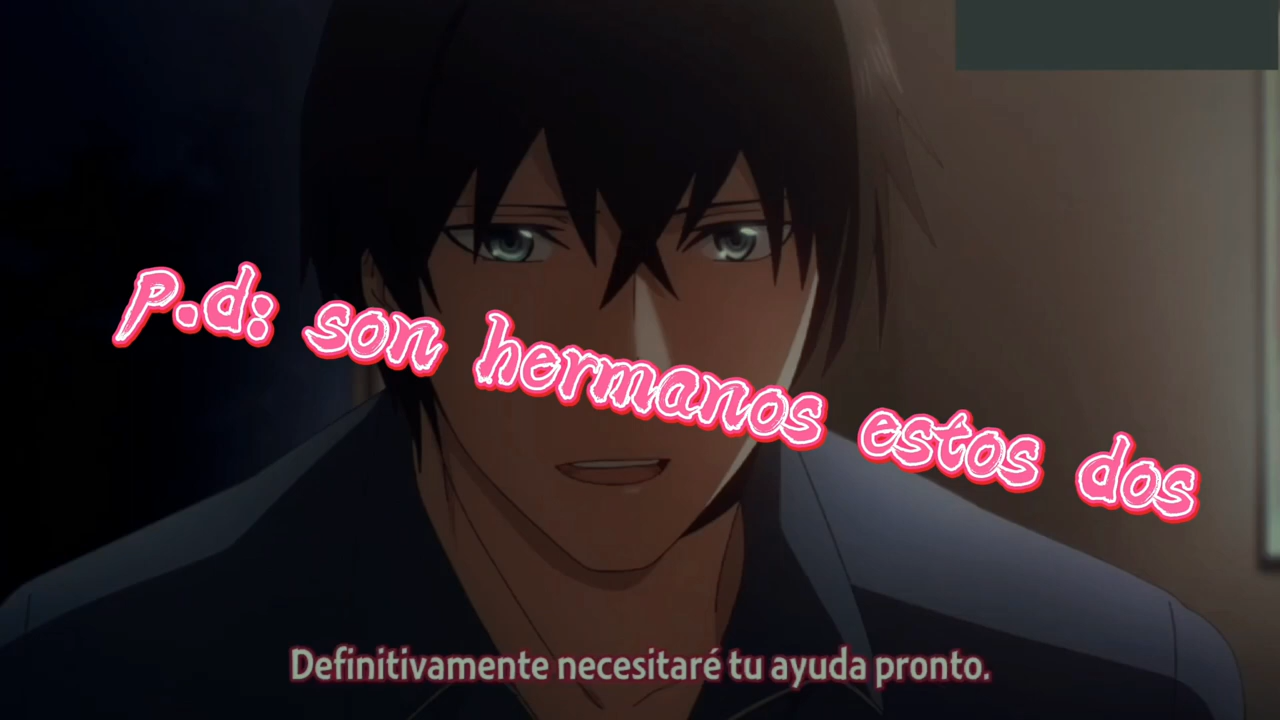 p.d: son hermanos estos dos
Definitivamente necesitaré tu ayuda pronto.